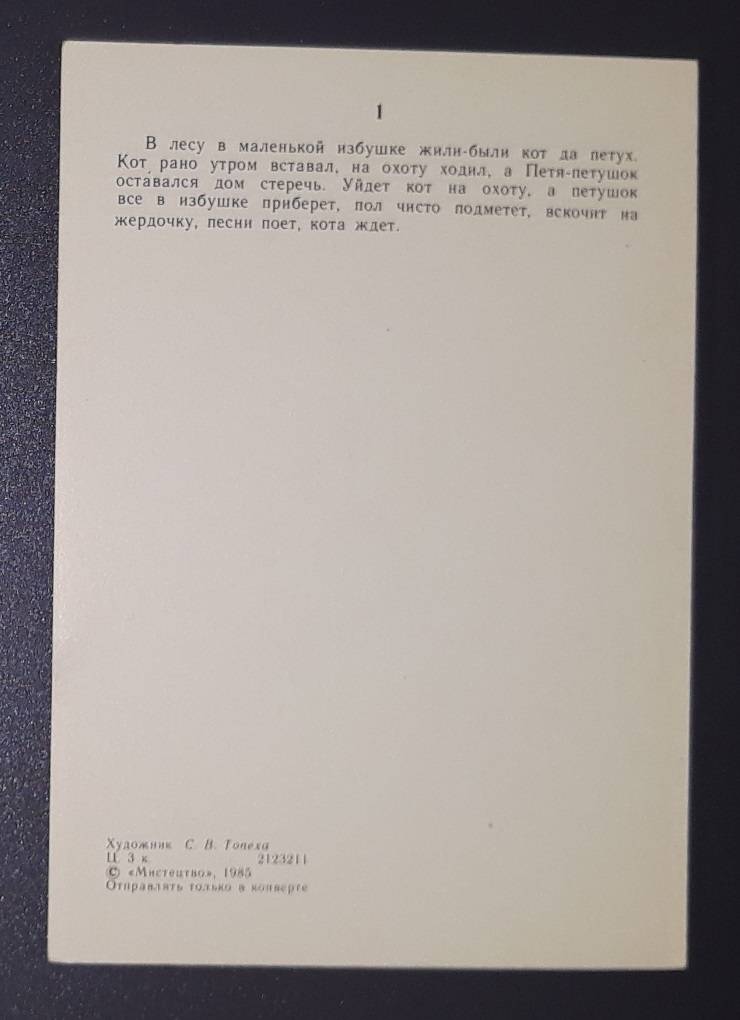 1
В лесу в маленькой избушке жили-были кот да петух.
Кот рано утром вставал, на охоту ходил, а Петя-петушок
оставался дом стеречь. Уйдет кот на охоту, а петушок
все в избушке приберет, пол чисто подметет, вскочит на
жердочку, песни поет, кота ждет.
Художник С. В. Топеха
Ц. 3 к. 2123211
© «Мистецтво», 1985
Отправлять только в конверте